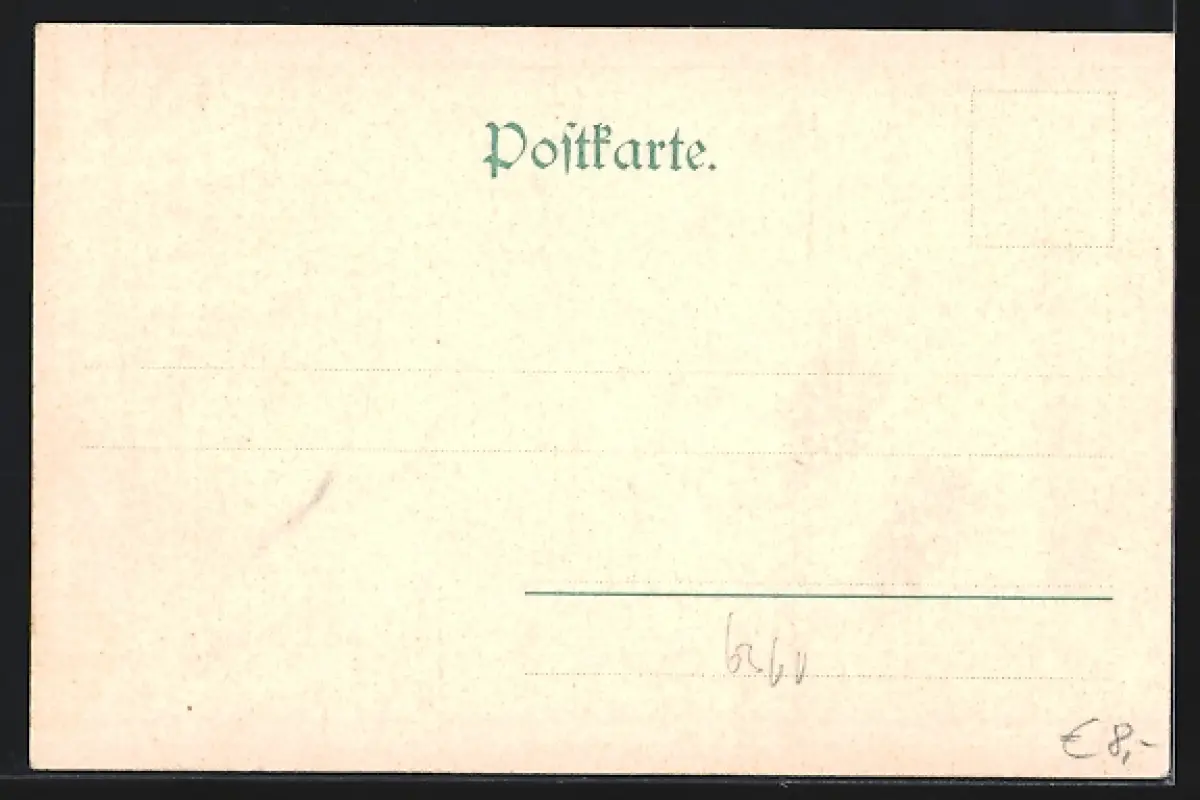 Poſtkarte.
€ 8,-